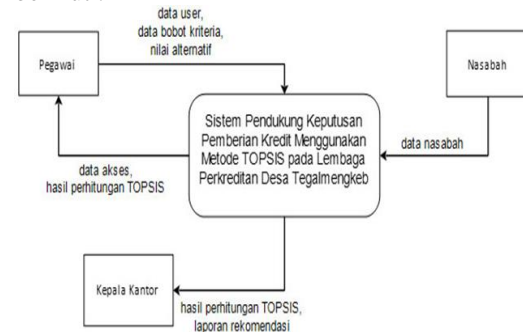 data user,
data bobot kriteria,
nilai alternatif
Pegawai
Nasabah
Sistem Pendukung Keputusan
Pemberian Kredit Menggunakan
Metode TOPSIS pada Lembaga
Perkreditan Desa Tegalmengkeb
data nasabah
data akses,
hasil perhitungan TOPSIS
Kepala Kantor
hasil perhitungan TOPSIS,
laporan rekomendasi